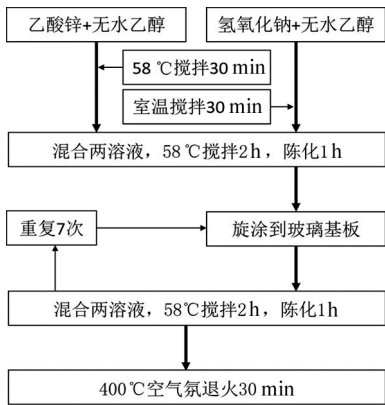 乙酸锌+无水乙醇
氢氧化钠+无水乙醇
58 ℃搅拌30 min
室温搅拌30 min
混合两溶液，58℃搅拌2h，陈化1h
重复7次
旋涂到玻璃基板
混合两溶液，58℃搅拌2h，陈化1h
400℃空气氛退火30 min